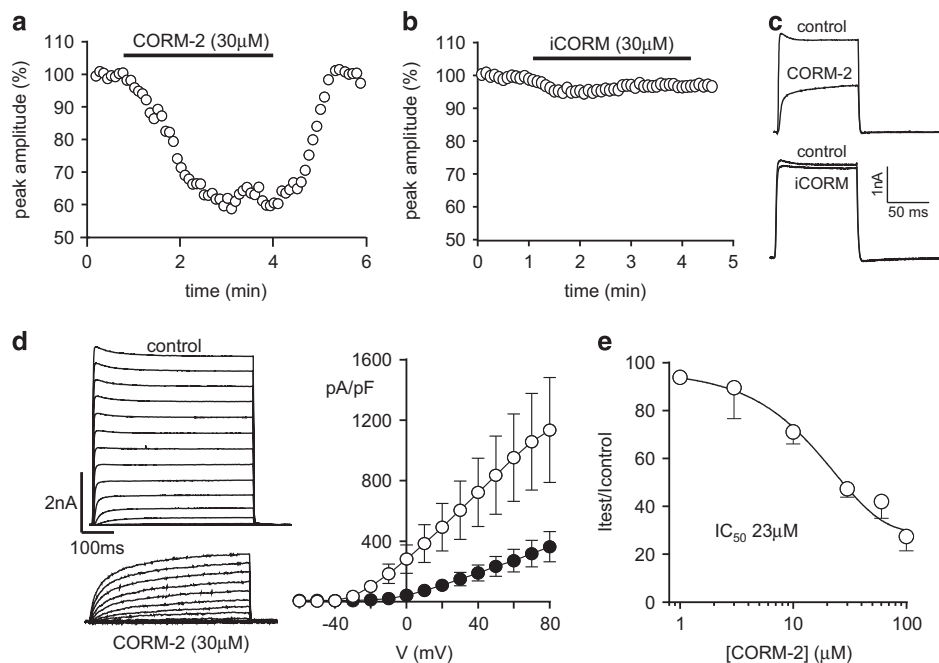 a
CORM-2 (30μM)
peak amplitude (%)
110
100
90
80
70
60
50
0 2 4 6
time (min)
b
iCORM (30μM)
peak amplitude (%)
110
100
90
80
70
60
50
0 1 2 3 4 5
time (min)
c
control
CORM-2
control
iCORM
1nA
50 ms
d
control
2nA
100ms
CORM-2 (30μM)
pA/pF
1600
1200
800
400
-40 0 40 80
V (mV)
e
Itest/Icontrol
100
80
60
40
20
0
IC50 23μM
1 10 100
[CORM-2] (μM)